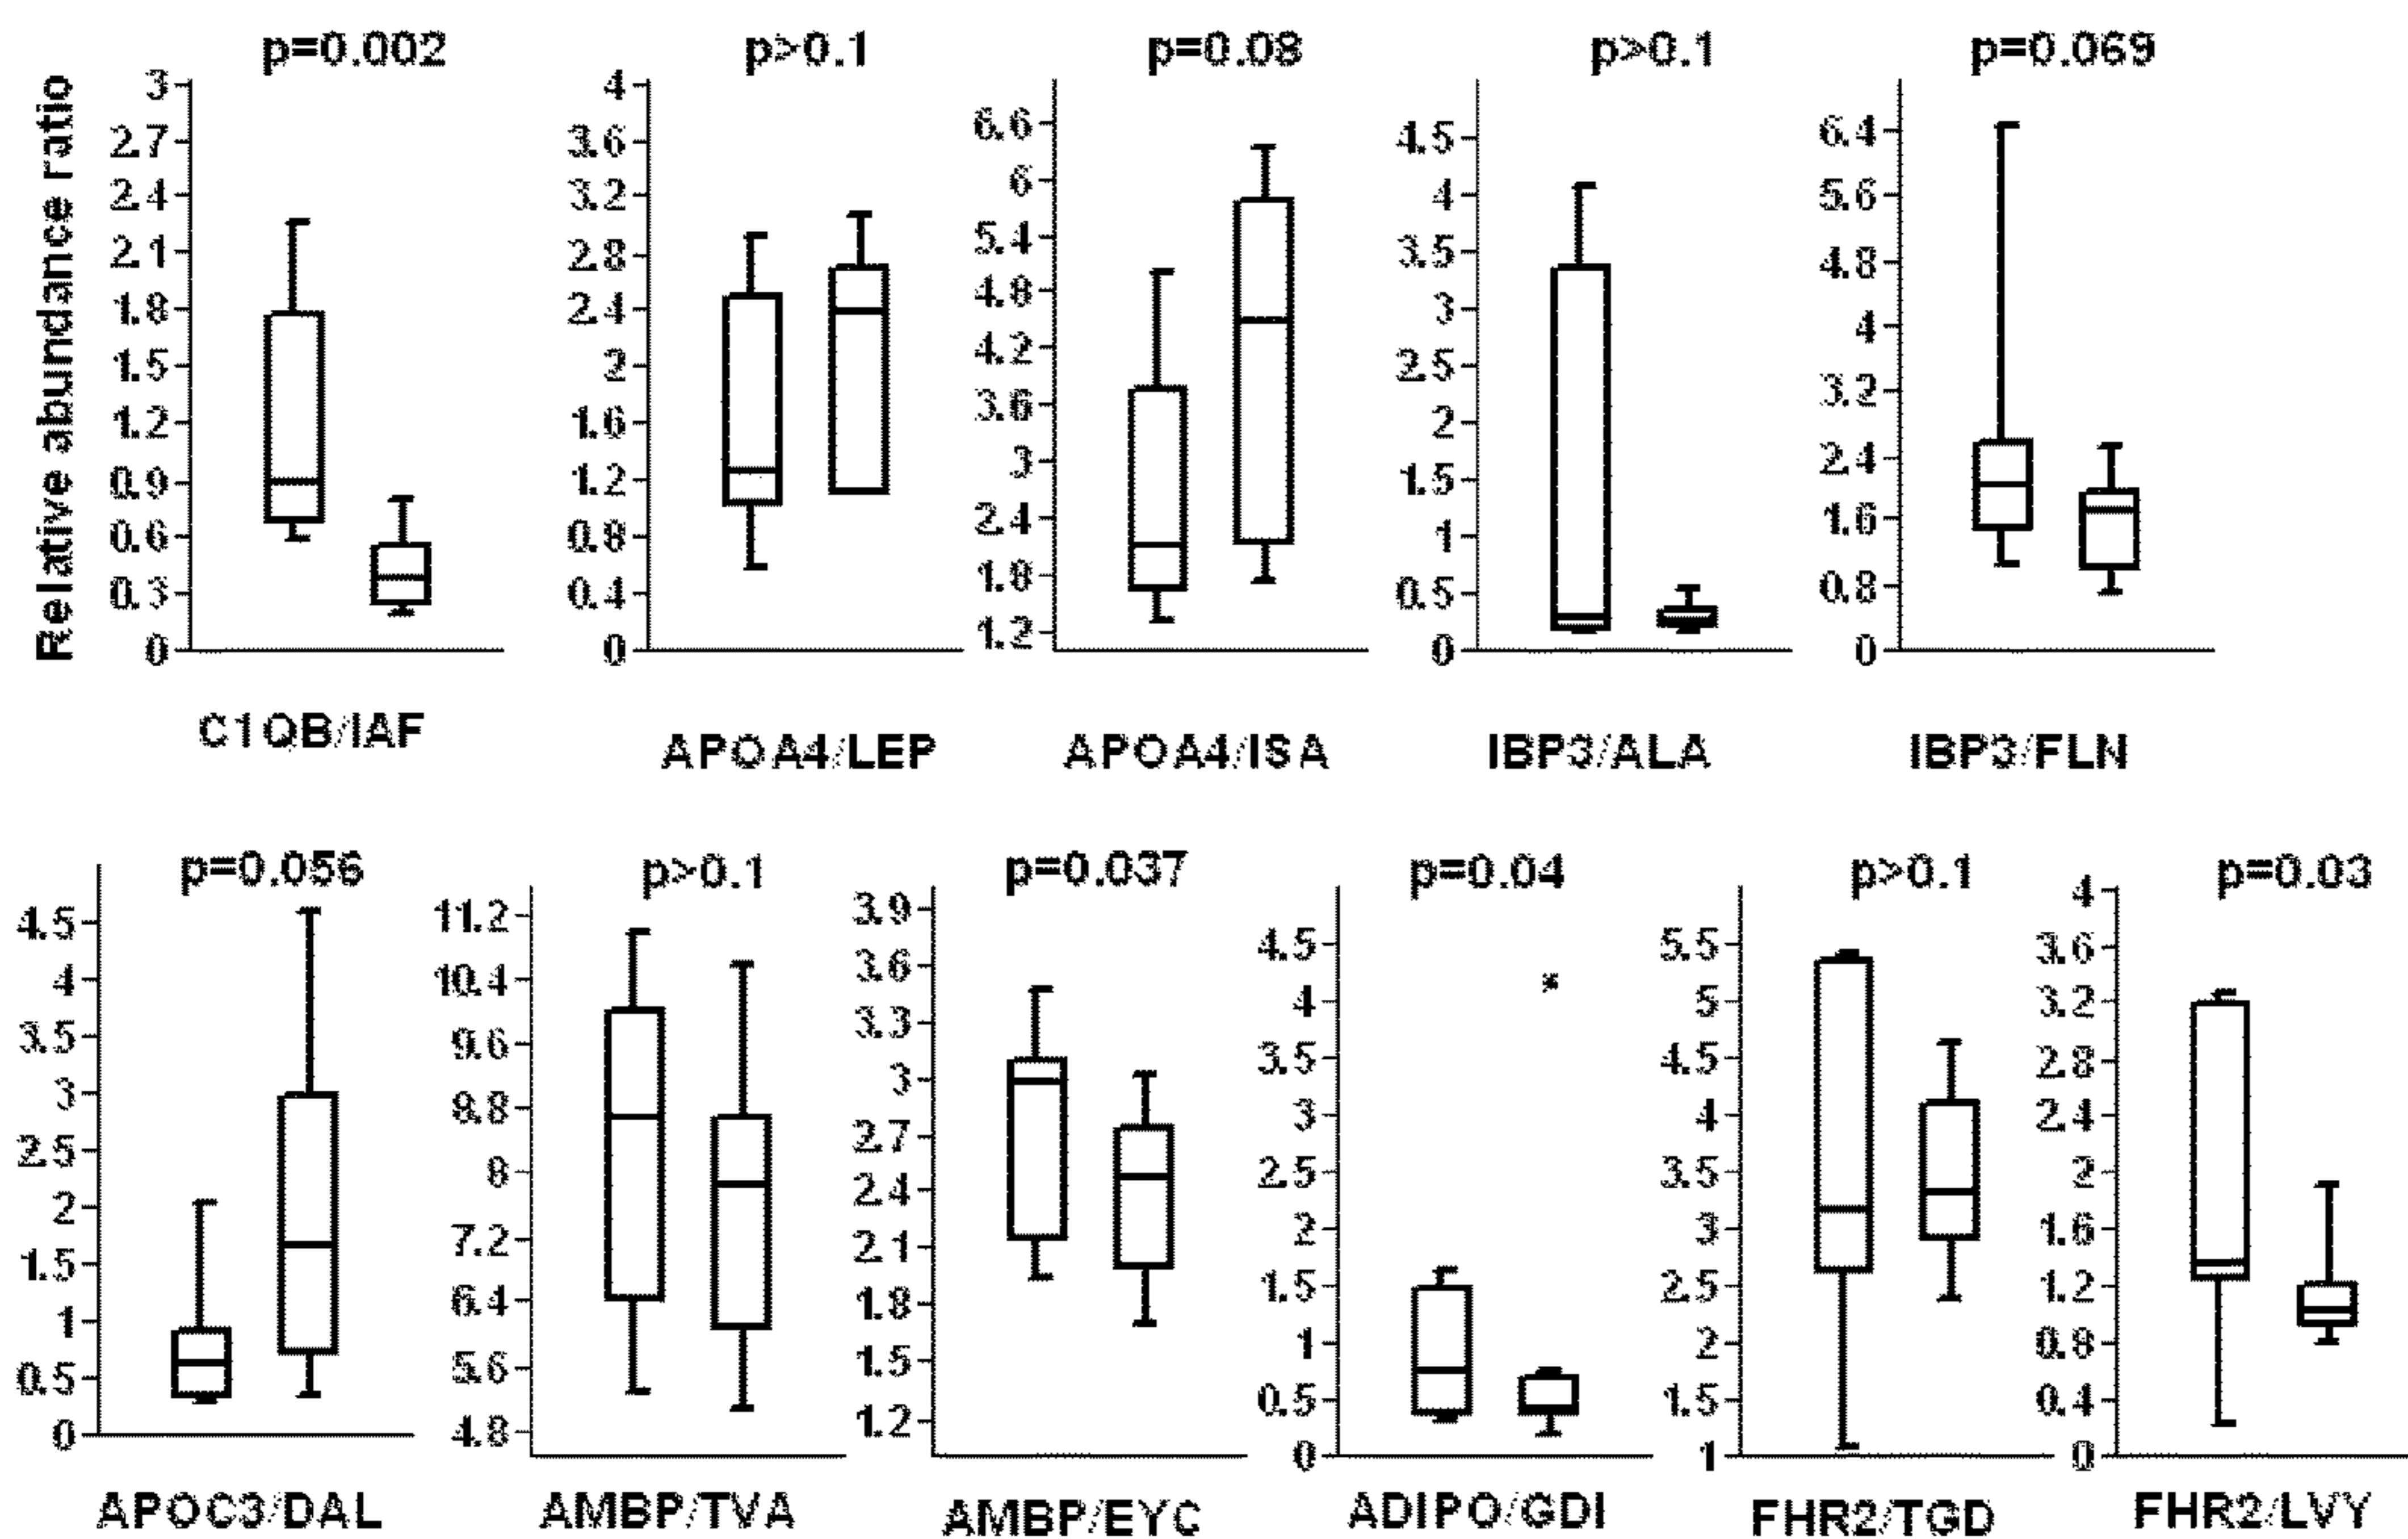 p=0.002 p>0.1 p=0.08 p>0.1 p=0.069
Relative abundance ratio
3 2.7 2.4 2.1 1.8 1.5 1.2 0.9 0.6 0.3 0
4 3.6 3.2 2.8 2.4 2 1.6 1.2 0.8 0.4 0
6.6 6 5.4 4.8 4.2 3.6 3 2.4 1.8 1.2
4.5 4 3.5 3 2.5 2 1.5 1 0.5 0
6.4 5.6 4.8 4 3.2 2.4 1.6 0.8 0
C1QB/IAF APOA4/LEP APOA4/ISA IBP3/ALA IBP3/FLN
p=0.056 p>0.1 p=0.037 p=0.04 p>0.1 p=0.03
4.5 4 3.5 3 2.5 2 1.5 1 0.5 0
11.2 10.4 9.6 8.8 8 7.2 6.4 5.6 4.8
3.9 3.6 3.3 3 2.7 2.4 2.1 1.8 1.5 1.2
4.5 4 3.5 3 2.5 2 1.5 1 0.5 0
5.5 5 4.5 4 3.5 3 2.5 2 1.5 1
4 3.6 3.2 2.8 2.4 2 1.6 1.2 0.8 0.4 0
APOC3/DAL AMBP/TVA AMBP/EYC ADIPO/GDI FHR2/TGD FHR2/LVY